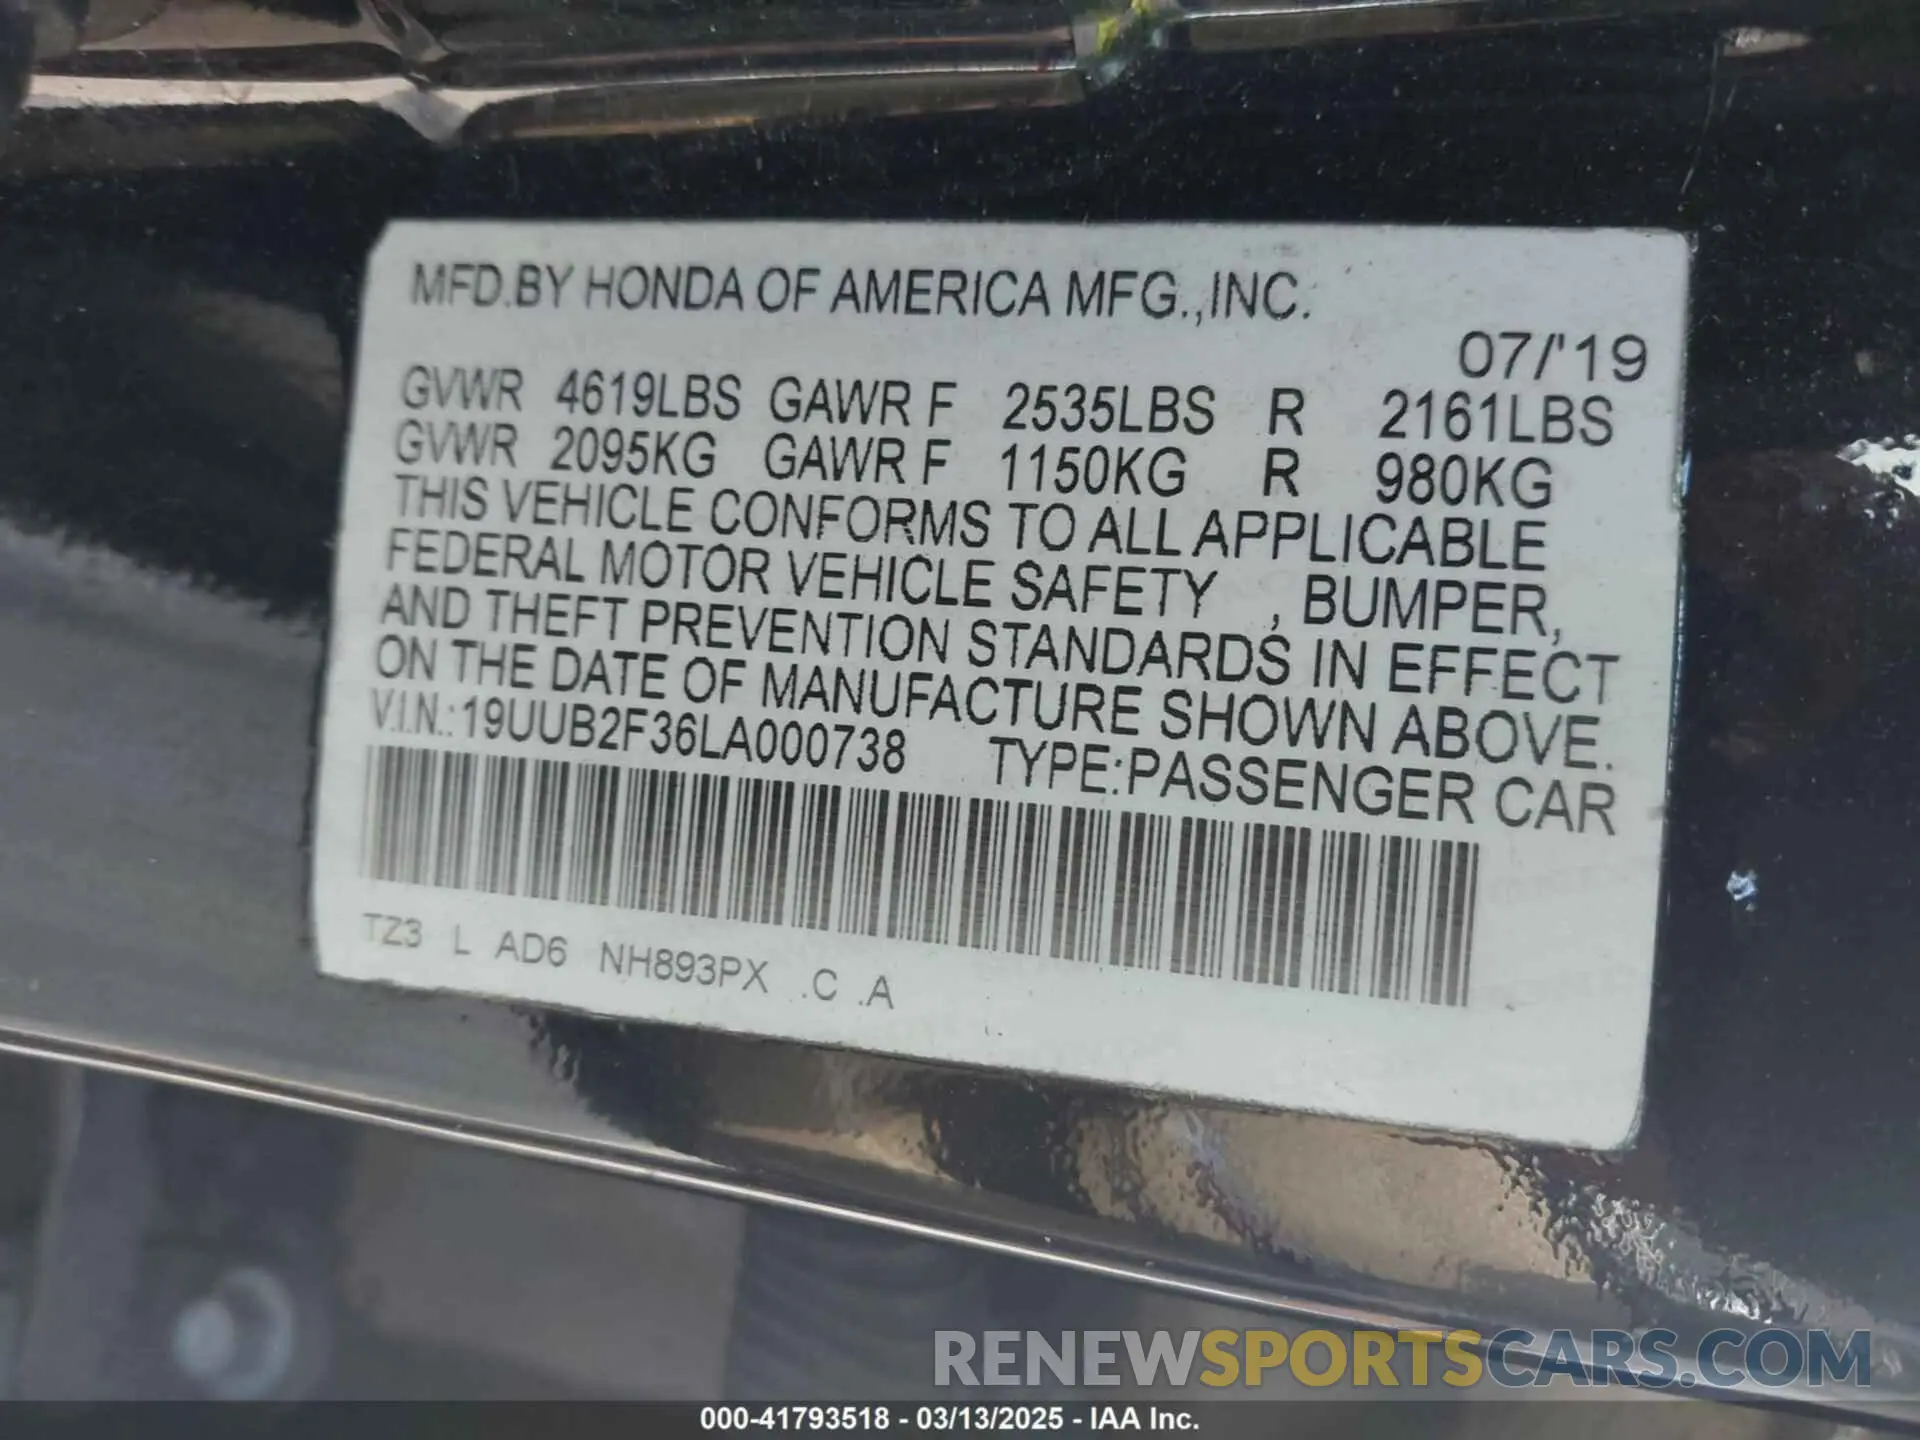 MFD.BY HONDA OF AMERICA MFG.,INC.
07/'19
GVWR 4619LBS GAWR F 2535LBS R 2161LBS
GVWR 2095KG GAWR F 1150KG R 980KG
THIS VEHICLE CONFORMS TO ALL APPLICABLE
FEDERAL MOTOR VEHICLE SAFETY , BUMPER,
AND THEFT PREVENTION STANDARDS IN EFFECT
ON THE DATE OF MANUFACTURE SHOWN ABOVE.
V.I.N.:19UUB2F36LA000738 TYPE:PASSENGER CAR
TZ3 L AD6 NH893PX .C .A
RENEWSPORTSCARS.COM
000-41793518 - 03/13/2025 - IAA Inc.